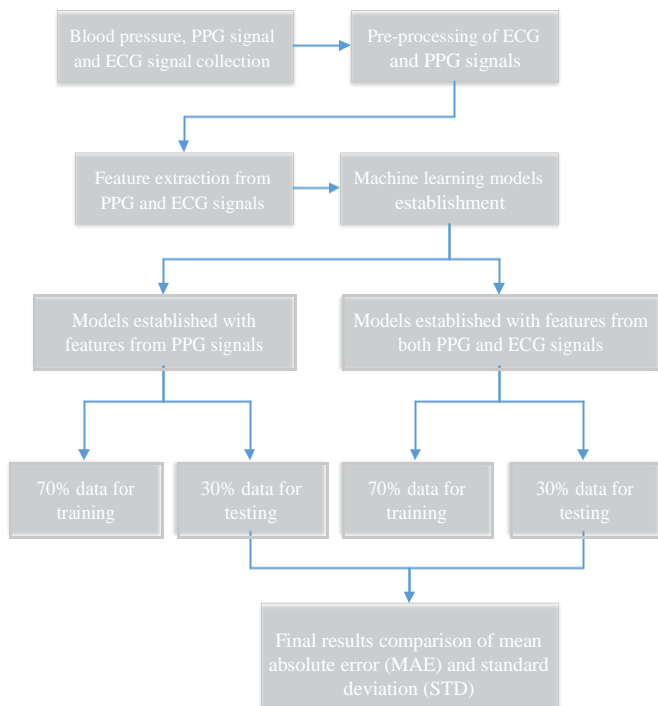 Blood pressure, PPG signal
and ECG signal collection
Pre-processing of ECG
and PPG signals
Feature extraction from
PPG and ECG signals
Machine learning models
establishment
Models established with
features from PPG signals
Models established with features from
both PPG and ECG signals
70% data for
training
30% data for
testing
70% data for
training
30% data for
testing
Final results comparison of mean
absolute error (MAE) and standard
deviation (STD)